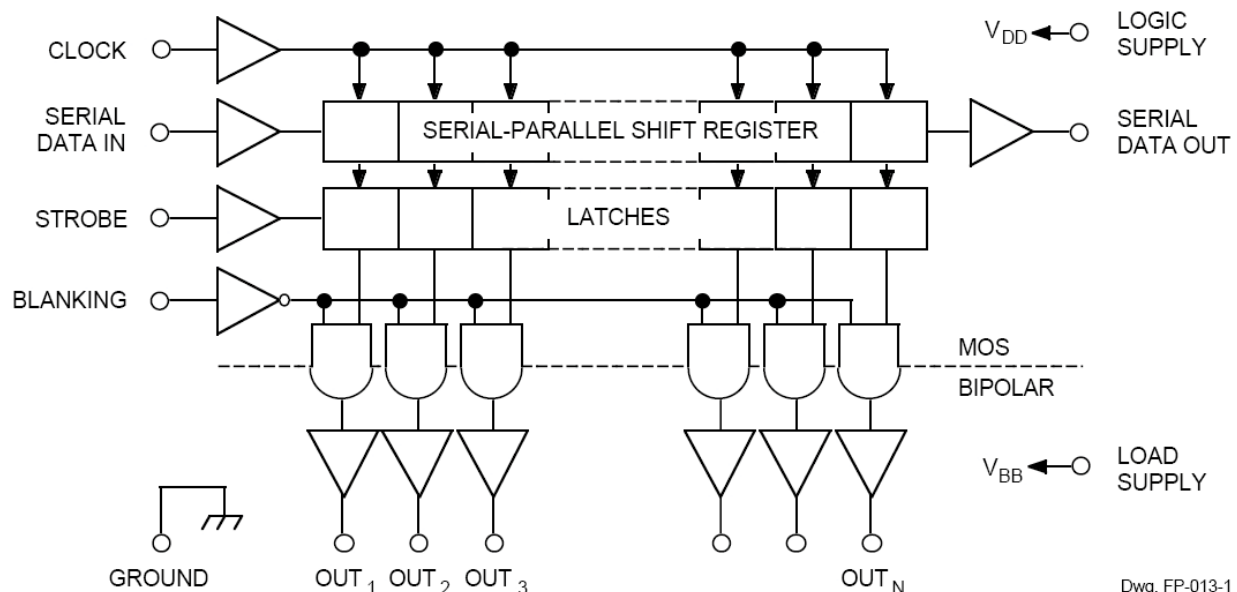 CLOCK
V_DD
LOGIC
SUPPLY
SERIAL
DATA IN
SERIAL-PARALLEL SHIFT REGISTER
SERIAL
DATA OUT
STROBE
LATCHES
BLANKING
MOS
BIPOLAR
V_BB
LOAD
SUPPLY
GROUND
OUT_1
OUT_2
OUT_3
OUT_N
Dwg. FP-013-1